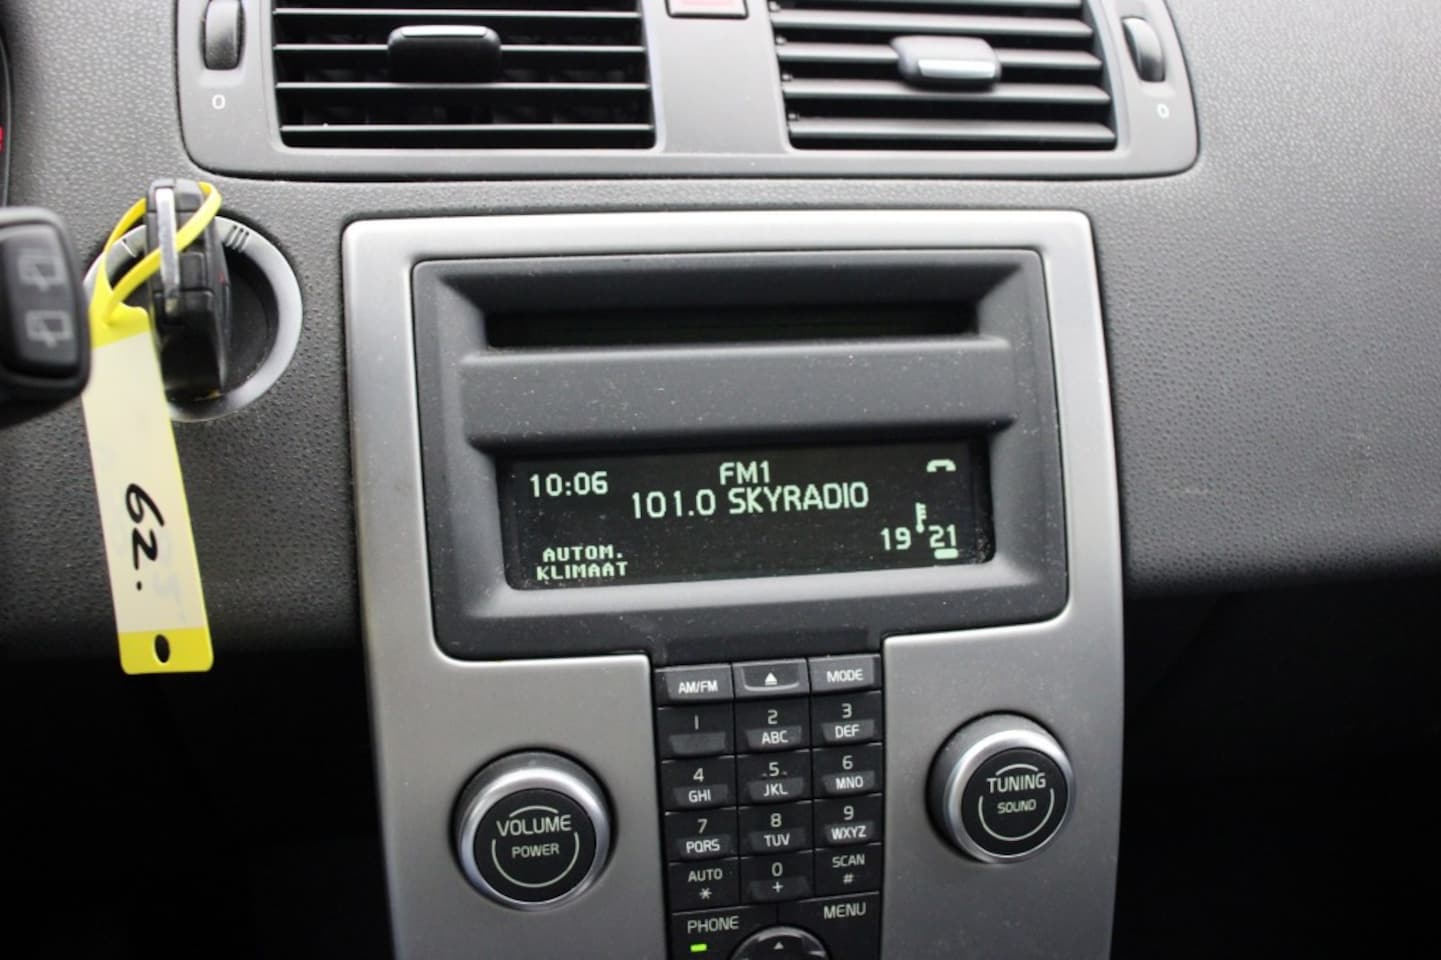 0
0
62.
10:06
FM1
101.0 SKYRADIO
19 21
AUTOM.
KLIMAAT
AM/FM
MODE
1
2
ABC
3
DEF
4
GHI
5
JKL
6
MNO
7
PQRS
8
TUV
9
WXYZ
AUTO
*
0
+
SCAN
#
PHONE
MENU
VOLUME
POWER
TUNING
SOUND